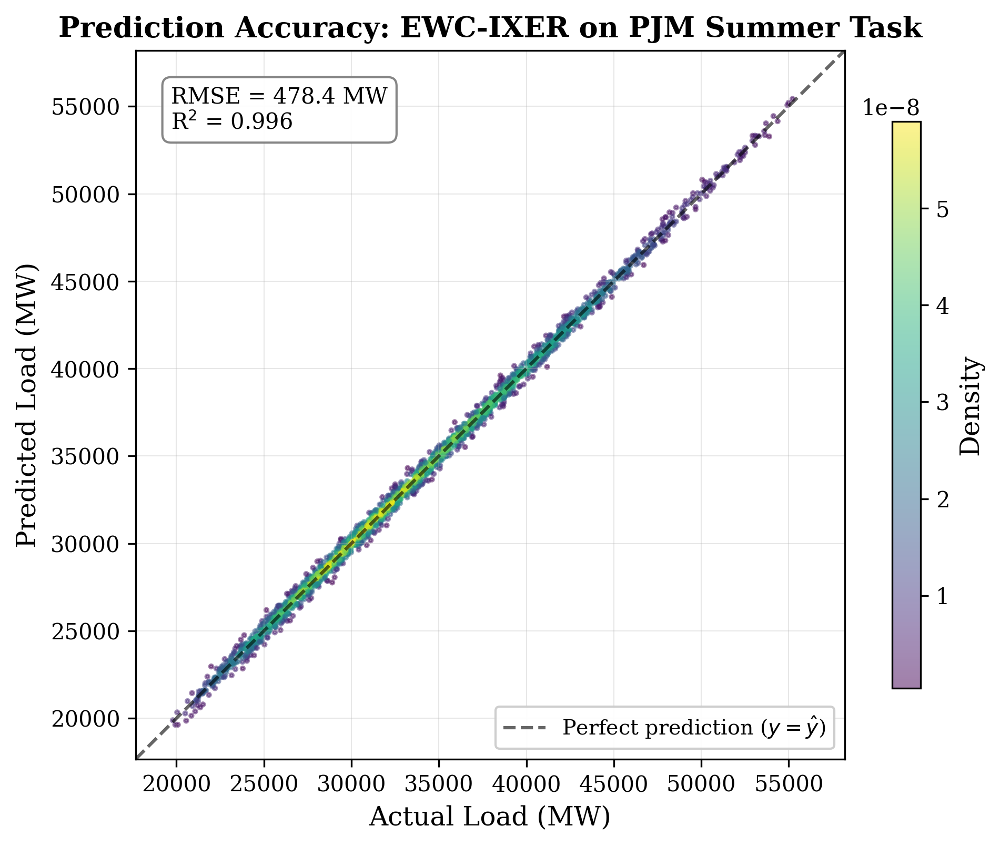 Prediction Accuracy: EWC-IXER on PJM Summer Task
RMSE = 478.4 MW
R² = 0.996
Predicted Load (MW)
55000
50000
45000
40000
35000
30000
25000
20000
20000 25000 30000 35000 40000 45000 50000 55000
Actual Load (MW)
Perfect prediction (y = ŷ)
1e−8
5
4
3
2
1
Density